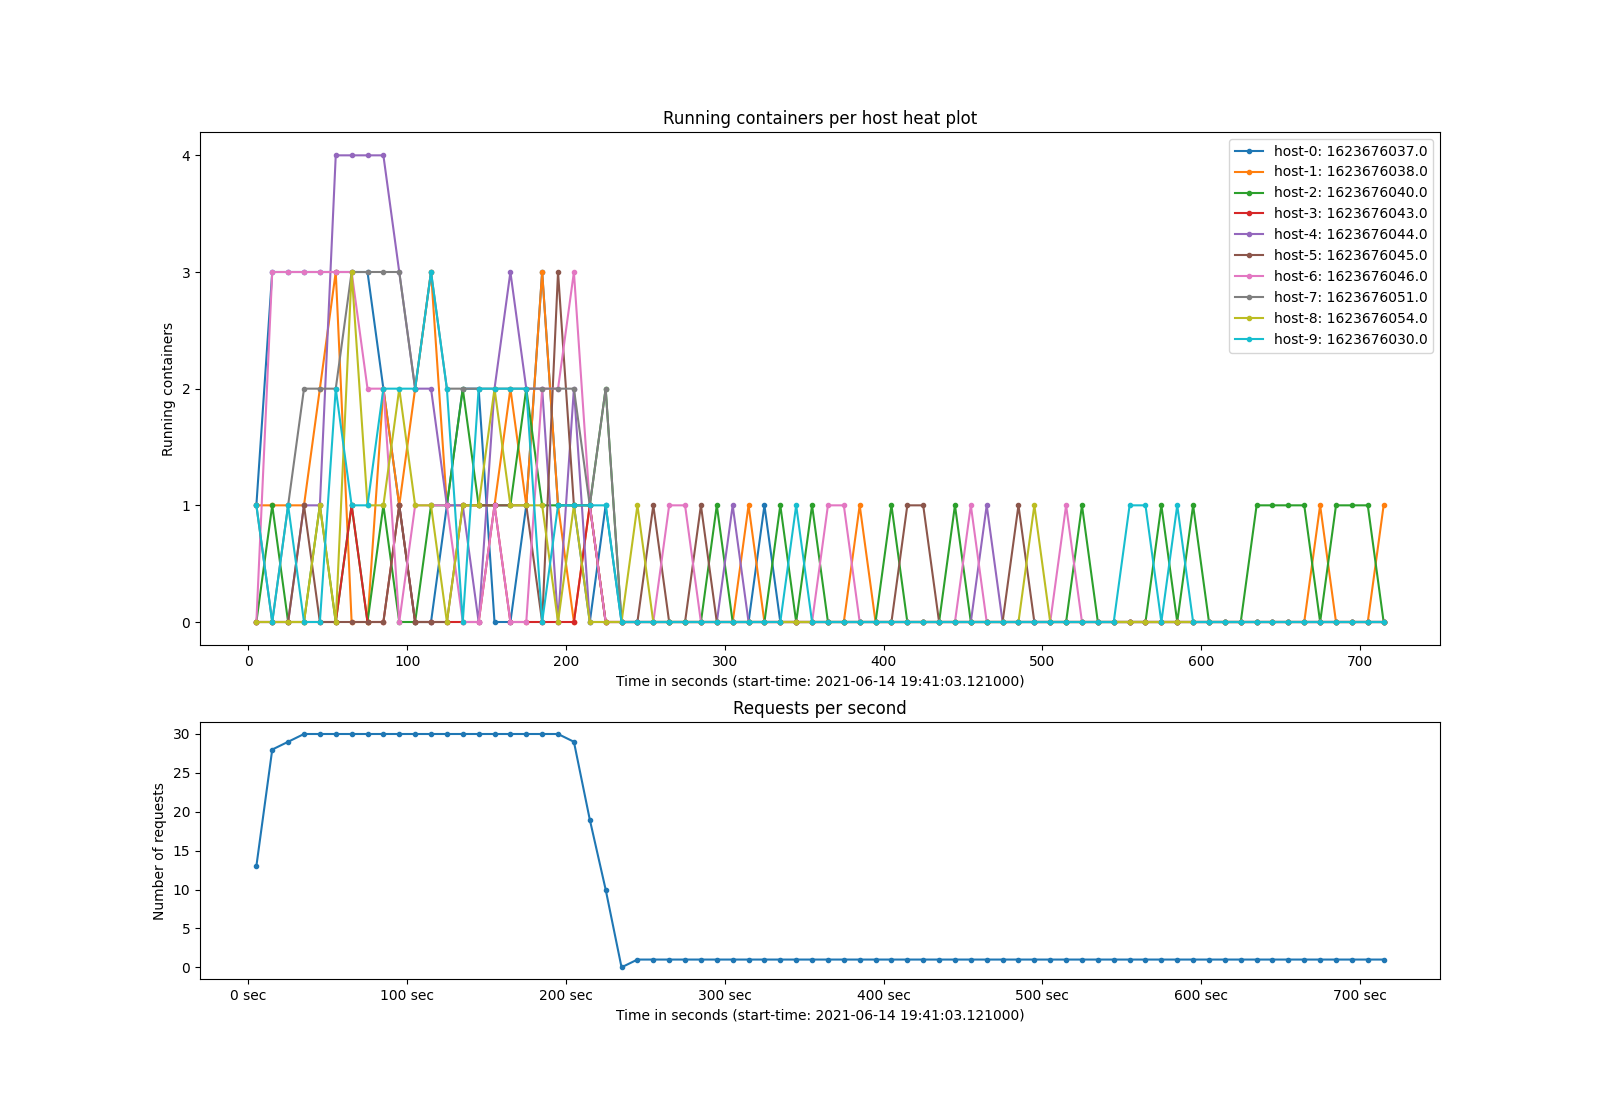 Running containers per host heat plot
Running containers
4
3
2
1
0
host-0: 1623676037.0
host-1: 1623676038.0
host-2: 1623676040.0
host-3: 1623676043.0
host-4: 1623676044.0
host-5: 1623676045.0
host-6: 1623676046.0
host-7: 1623676051.0
host-8: 1623676054.0
host-9: 1623676030.0
0 100 200 300 400 500 600 700
Time in seconds (start-time: 2021-06-14 19:41:03.121000)
Requests per second
Number of requests
30
25
20
15
10
5
0
0 sec 100 sec 200 sec 300 sec 400 sec 500 sec 600 sec 700 sec
Time in seconds (start-time: 2021-06-14 19:41:03.121000)